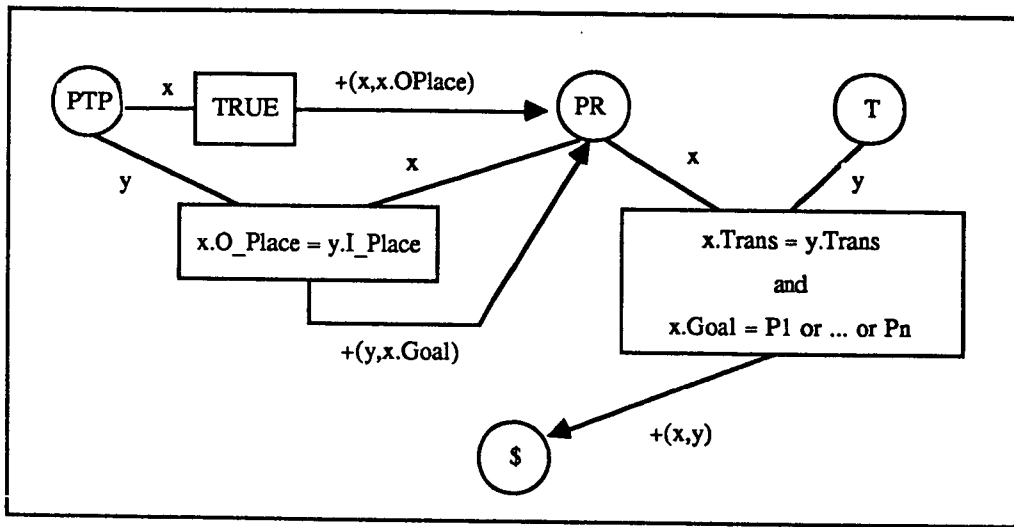 PTP
x
TRUE
+(x,x.OPlace)
PR
T
y
x
x
y
x.O_Place = y.I_Place
x.Trans = y.Trans
and
x.Goal = P1 or ... or Pn
+(y,x.Goal)
+(x,y)
$